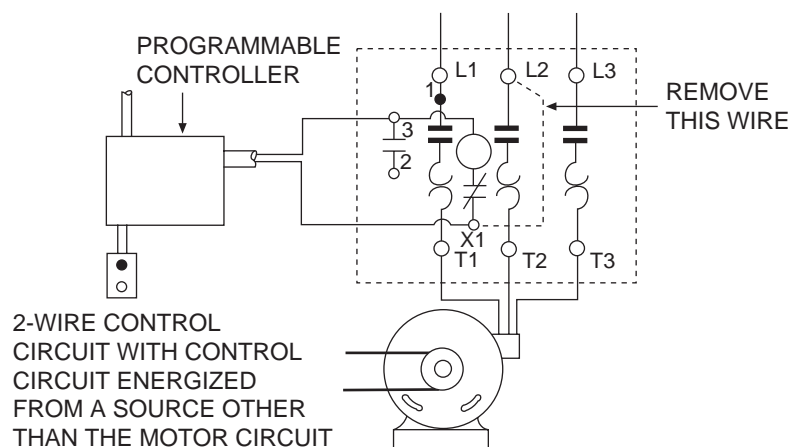 PROGRAMMABLE
CONTROLLER
L1
L2
L3
1
REMOVE
THIS WIRE
3
2
X1
T1
T2
T3
2-WIRE CONTROL
CIRCUIT WITH CONTROL
CIRCUIT ENERGIZED
FROM A SOURCE OTHER
THAN THE MOTOR CIRCUIT